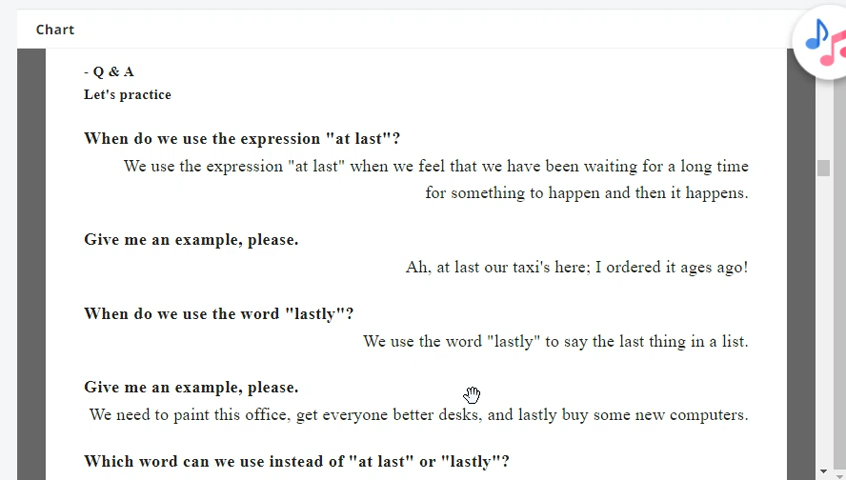 Chart
- Q & A
Let's practice
When do we use the expression "at last"?
We use the expression "at last" when we feel that we have been waiting for a long time
for something to happen and then it happens.
Give me an example, please.
Ah, at last our taxi's here; I ordered it ages ago!
When do we use the word "lastly"?
We use the word "lastly" to say the last thing in a list.
Give me an example, please.
We need to paint this office, get everyone better desks, and lastly buy some new computers.
Which word can we use instead of "at last" or "lastly"?